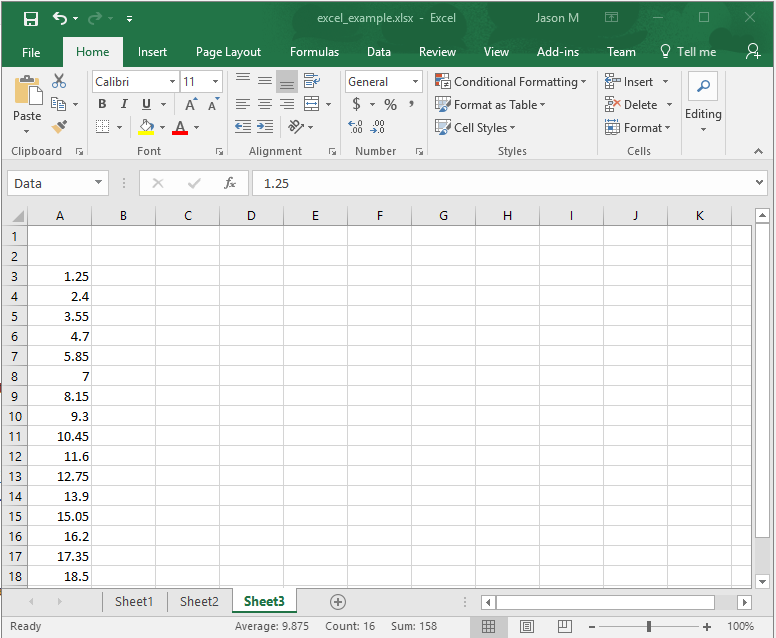 excel_example.xlsx - Excel Jason M
File Home Insert Page Layout Formulas Data Review View Add-ins Team Tell me
Paste
Clipboard
Calibri 11
B I U A A
A
Font
Alignment
General
$ % ,
.00 .00
Number
Conditional Formatting
Format as Table
Cell Styles
Styles
Insert
Delete
Format
Cells
Editing
Data fx 1.25
A B C D E F G H I J K
1
2
3 1.25
4 2.4
5 3.55
6 4.7
7 5.85
8 7
9 8.15
10 9.3
11 10.45
12 11.6
13 12.75
14 13.9
15 15.05
16 16.2
17 17.35
18 18.5
Sheet1 Sheet2 Sheet3
Ready Average: 9.875 Count: 16 Sum: 158 100%